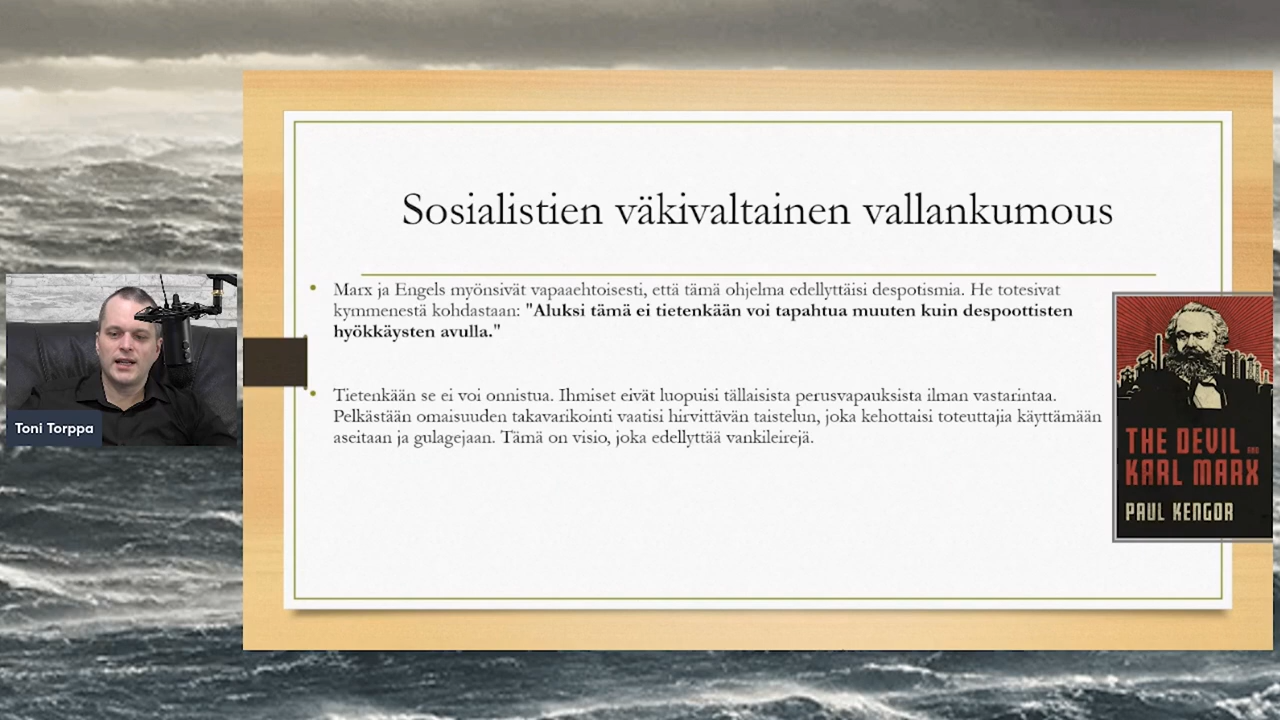 Sosialistien väkivaltainen vallankumous
Marx ja Engels myönsivät vapaaehtoisesti, että tämä ohjelma edellyttäisi despotismia. He totesivat
kymmenestä kohdastaan: "Aluksi tämä ei tietenkään voi tapahtua muuten kuin despoottisten
hyökkäysten avulla."
Tietenkään se ei voi onnistua. Ihmiset eivät luopuisi tällaisista perusvapauksista ilman vastarintaa.
Pelkästään omaisuuden takavarikointi vaatisi hirvittävän taistelun, joka kehottaisi toteuttajia käyttämään
aseitaan ja gulagejaan. Tämä on visio, joka edellyttää vankileirejä.
Toni Torppa
THE DEVIL AND
KARL MARX
PAUL KENGOR